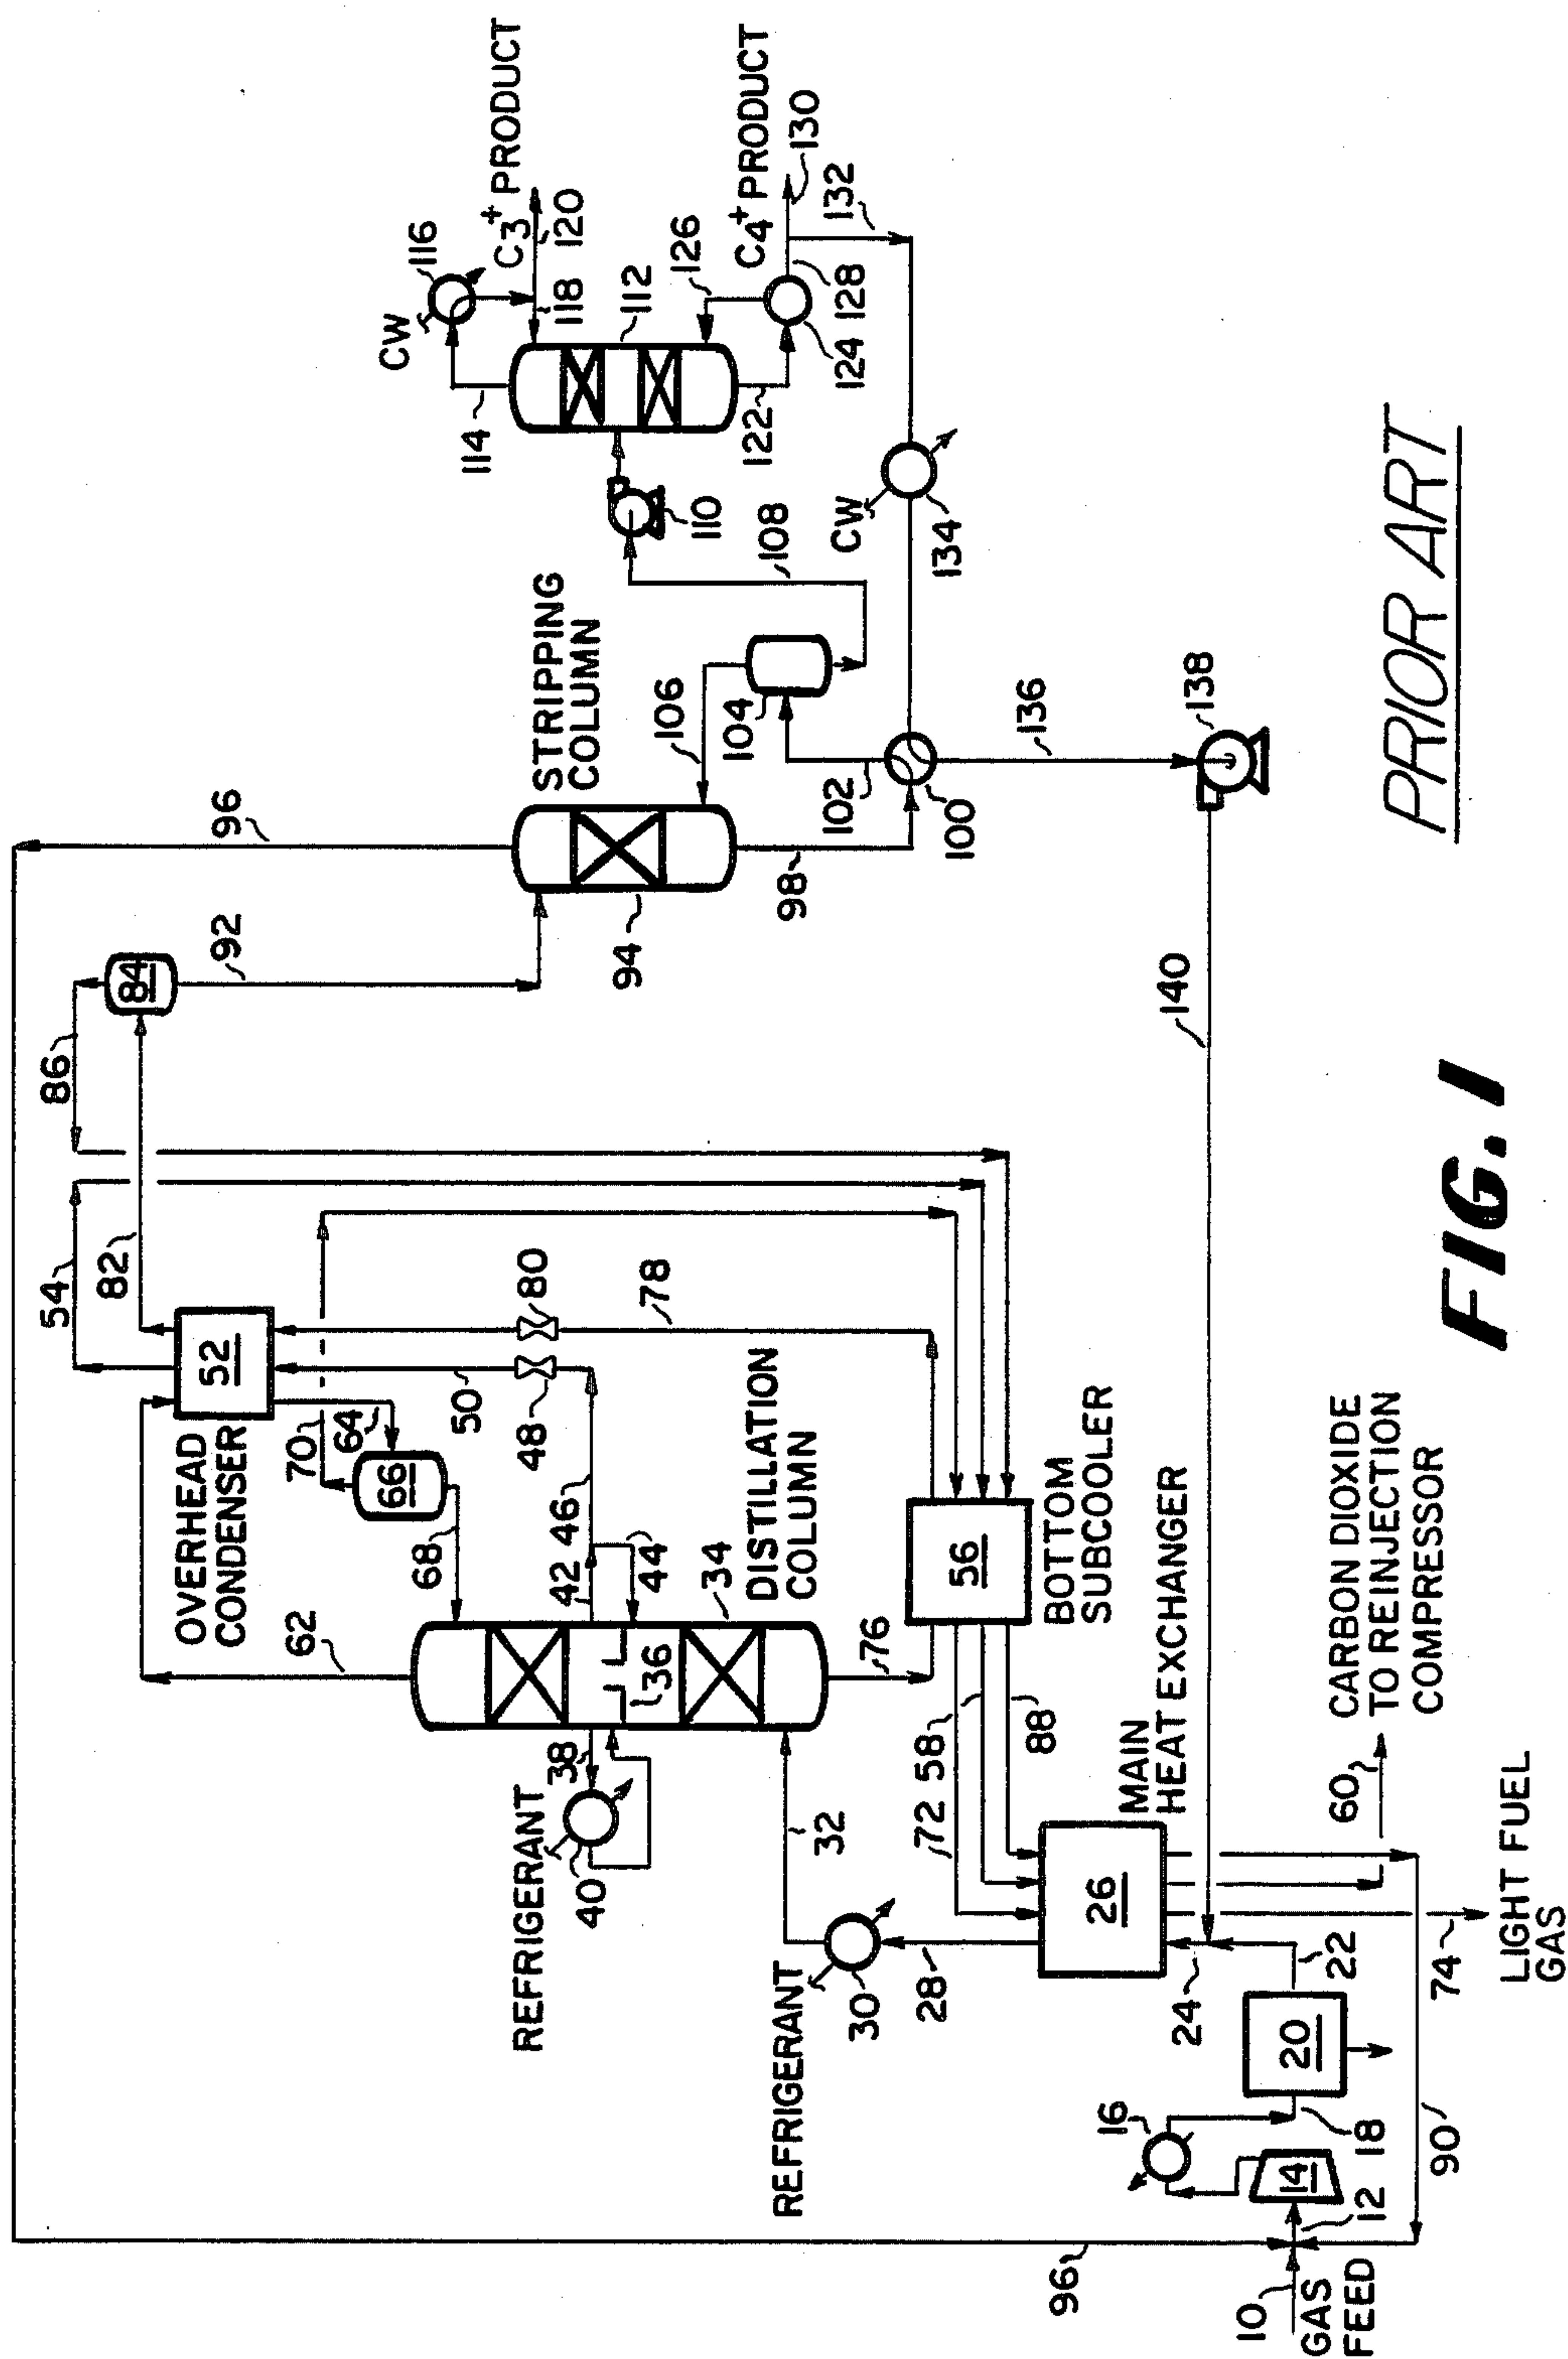 96
96
86
84
92
54
82
OVERHEAD
CONDENSER
52
62
70
64
66
68
80
78
50
48
46
42
44
34
36
38
40
REFRIGERANT
DISTILLATION
COLUMN
76
32
REFRIGERANT
30
28
56
BOTTOM
SUBCOOLER
72
58
88
MAIN
HEAT EXCHANGER
26
24
22
20
18
16
14
12
10
GAS
FEED
90
74
LIGHT FUEL
GAS
60
CARBON DIOXIDE
TO REINJECTION
COMPRESSOR
STRIPPING
COLUMN
94
98
100
102
104
106
108
110
112
114
CW
116
118
120
C3+ PRODUCT
122
124
126
128
C4+ PRODUCT
130
132
CW
134
136
138
140
FIG. 1
PRIOR ART